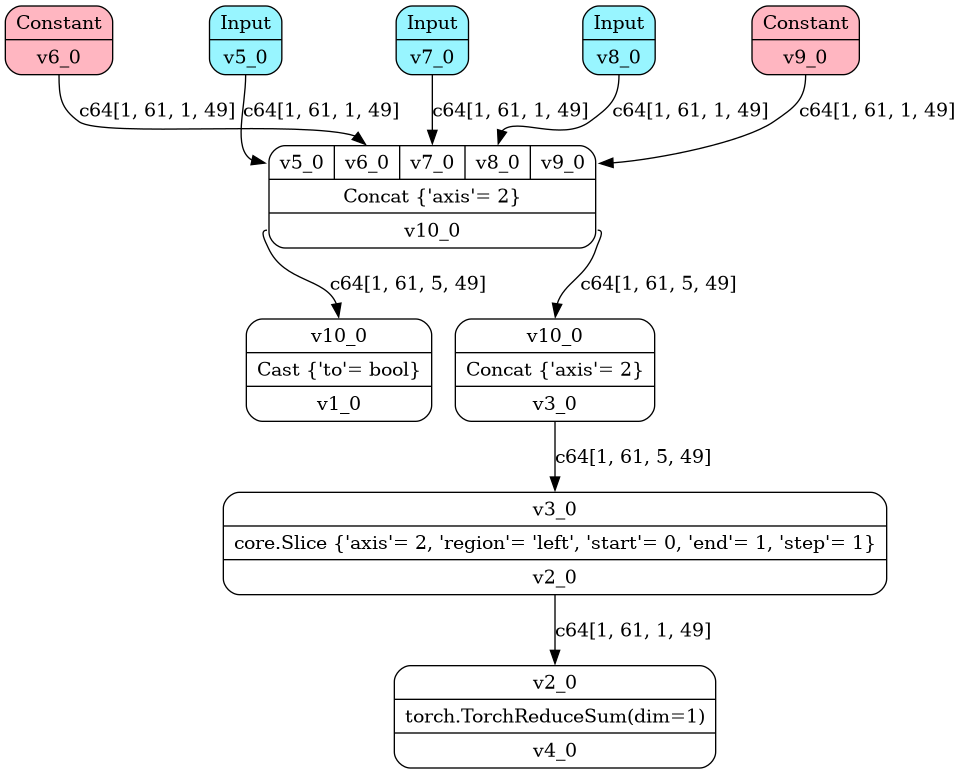 Constant
v6_0
Input
v5_0
Input
v7_0
Input
v8_0
Constant
v9_0
c64[1, 61, 1, 49]
c64[1, 61, 1, 49]
c64[1, 61, 1, 49]
c64[1, 61, 1, 49]
c64[1, 61, 1, 49]
v5_0
v6_0
v7_0
v8_0
v9_0
Concat {'axis'= 2}
v10_0
c64[1, 61, 5, 49]
c64[1, 61, 5, 49]
v10_0
Cast {'to'= bool}
v1_0
v10_0
Concat {'axis'= 2}
v3_0
c64[1, 61, 5, 49]
v3_0
core.Slice {'axis'= 2, 'region'= 'left', 'start'= 0, 'end'= 1, 'step'= 1}
v2_0
c64[1, 61, 1, 49]
v2_0
torch.TorchReduceSum(dim=1)
v4_0